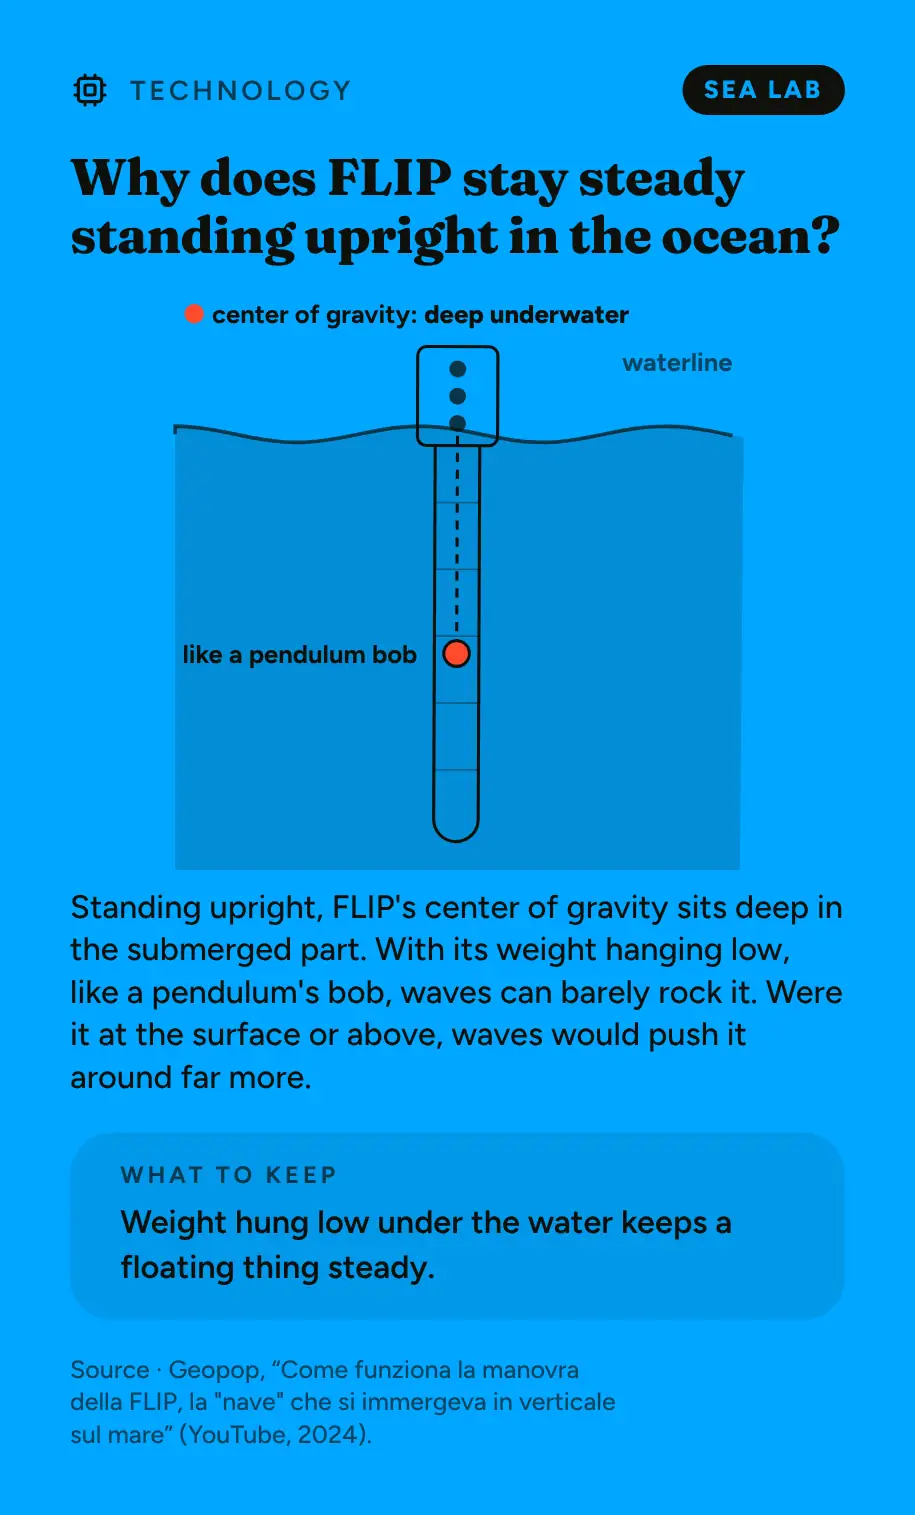 TECHNOLOGY
SEA LAB
Why does FLIP stay steady
standing upright in the ocean?
center of gravity: deep underwater
waterline
like a pendulum bob
Standing upright, FLIP's center of gravity sits deep in
the submerged part. With its weight hanging low,
like a pendulum's bob, waves can barely rock it. Were
it at the surface or above, waves would push it
around far more.
WHAT TO KEEP
Weight hung low under the water keeps a
floating thing steady.
Source · Geopop, “Come funziona la manovra
della FLIP, la "nave" che si immergeva in verticale
sul mare” (YouTube, 2024).